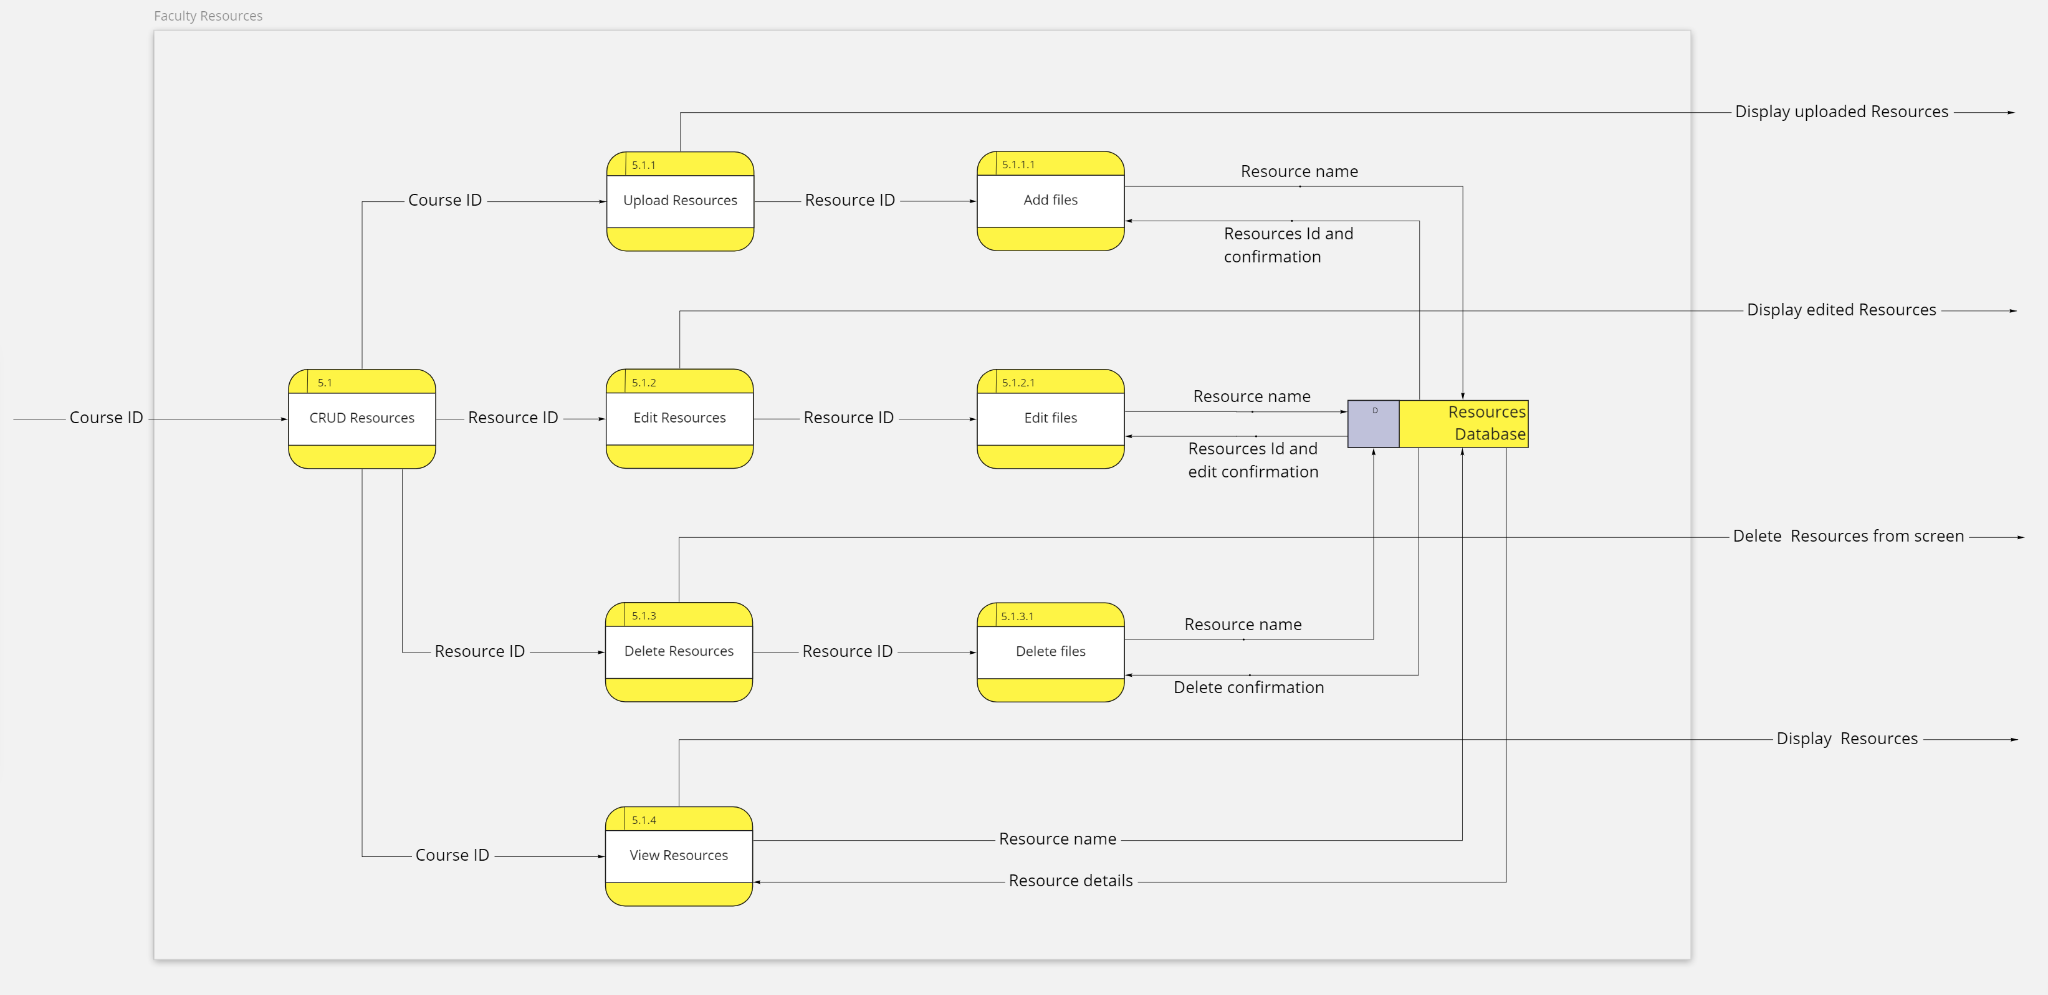 Faculty Resources
Display uploaded Resources
5.1.1
Upload Resources
5.1.1.1
Add files
Course ID
Resource ID
Resource name
Resources Id and
confirmation
Display edited Resources
Course ID
5.1
CRUD Resources
Resource ID
5.1.2
Edit Resources
Resource ID
5.1.2.1
Edit files
Resource name
Resources Id and
edit confirmation
D
Resources
Database
Delete  Resources from screen
Resource ID
5.1.3
Delete Resources
Resource ID
5.1.3.1
Delete files
Resource name
Delete confirmation
Display  Resources
Course ID
5.1.4
View Resources
Resource name
Resource details